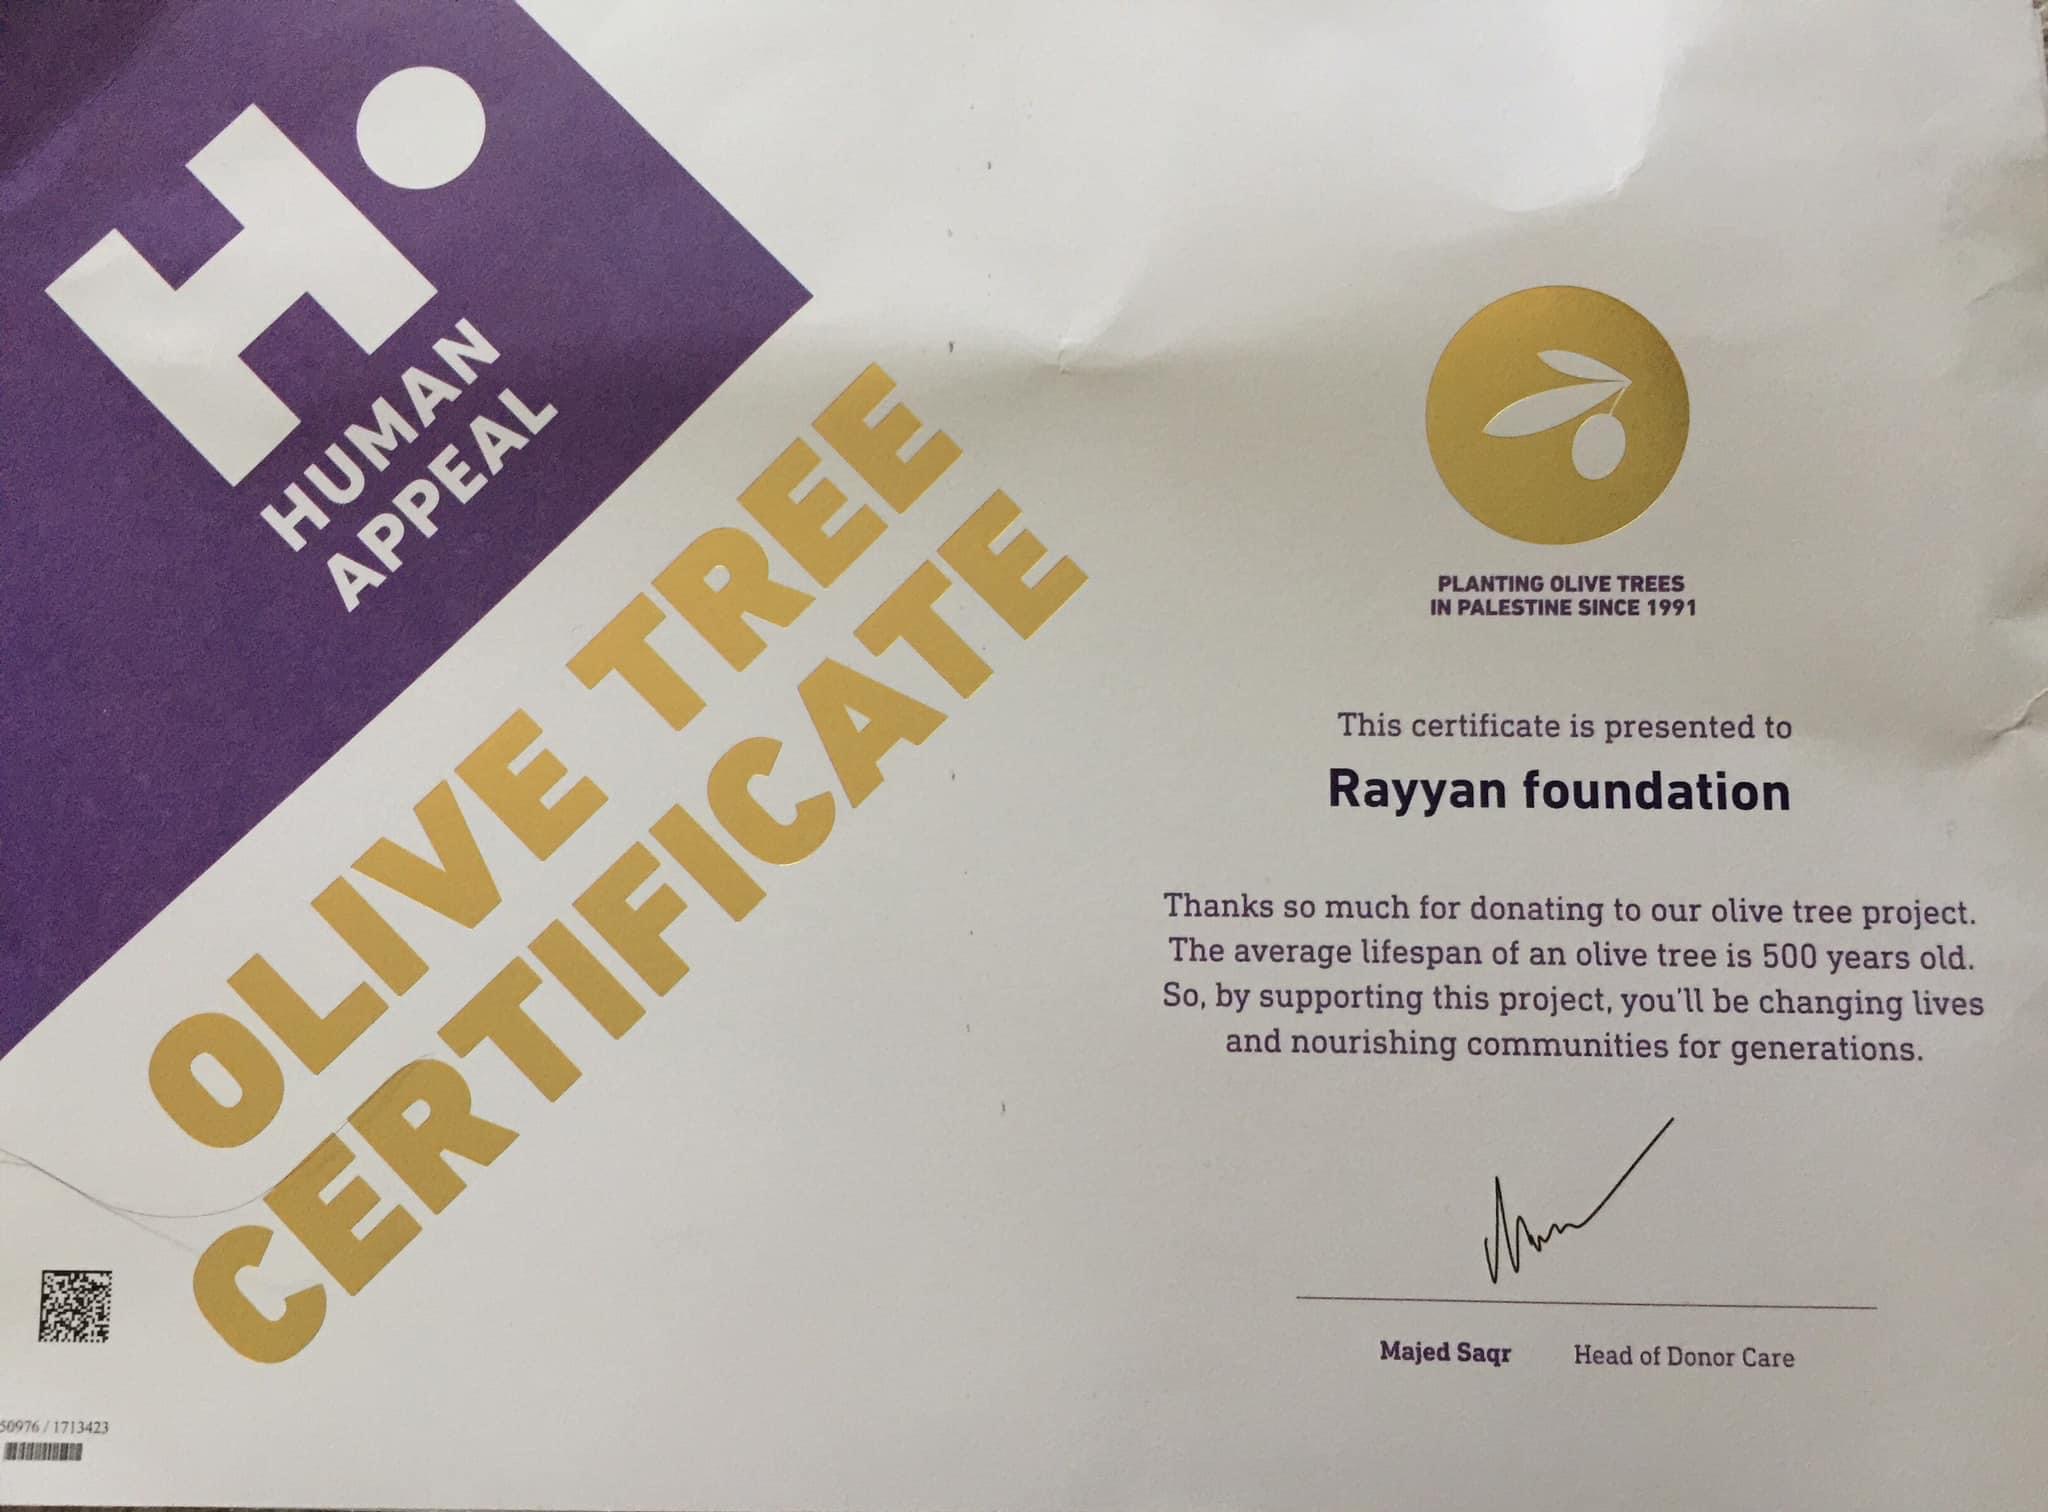 H.
HUMAN
APPEAL
OLIVE TREE
CERTIFICATE
PLANTING OLIVE TREES
IN PALESTINE SINCE 1991
This certificate is presented to
Rayyan foundation
Thanks so much for donating to our olive tree project.
The average lifespan of an olive tree is 500 years old.
So, by supporting this project, you'll be changing lives
and nourishing communities for generations.
Majed Saqr Head of Donor Care
50976 / 1713423